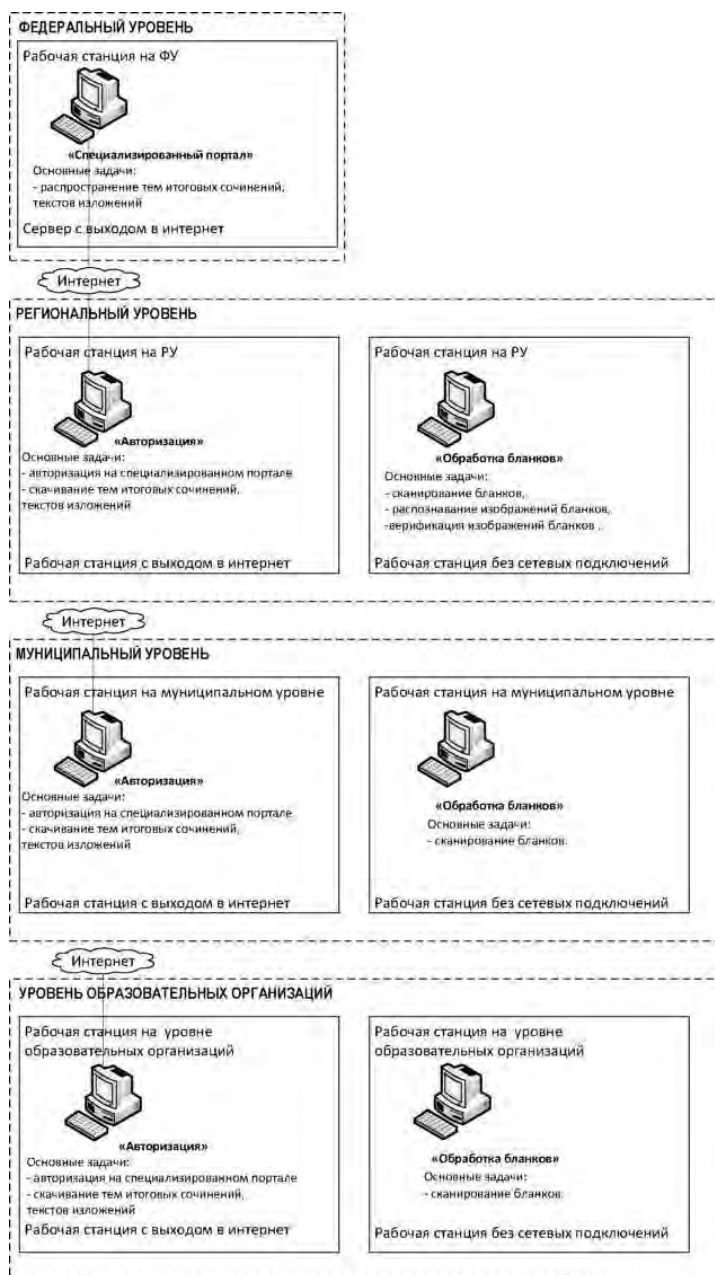 ФЕДЕРАЛЬНЫЙ УРОВЕНЬ
Рабочая станция на ФУ
«Специализированный портал»
Основные задачи:
- распространение тем итоговых сочинений,
текстов изложений
Сервер с выходом в интернет
Интернет
РЕГИОНАЛЬНЫЙ УРОВЕНЬ
Рабочая станция на РУ
«Авторизация»
Основные задачи:
- авторизация на специализированном портале
- скачивание тем итоговых сочинений,
текстов изложений
Рабочая станция с выходом в интернет
Рабочая станция на РУ
«Обработка бланков»
Основные задачи:
- сканирование бланков,
- распознавание изображений бланков,
-верификация изображений бланков .
Рабочая станция без сетевых подключений
Интернет
МУНИЦИПАЛЬНЫЙ УРОВЕНЬ
Рабочая станция на муниципальном уровне
«Авторизация»
Основные задачи:
- авторизация на специализированном портале
- скачивание тем итоговых сочинений,
текстов изложений
Рабочая станция с выходом в интернет
Рабочая станция на муниципальном уровне
«Обработка бланков»
Основные задачи:
- сканирование бланков.
Рабочая станция без сетевых подключений
Интернет
УРОВЕНЬ ОБРАЗОВАТЕЛЬНЫХ ОРГАНИЗАЦИЙ
Рабочая станция на уровне
образовательных организаций
«Авторизация»
Основные задачи:
- авторизация на специализированном портале
- скачивание тем итоговых сочинений,
текстов изложений
Рабочая станция с выходом в интернет
Рабочая станция на уровне
образовательных организаций
«Обработка бланков»
Основные задачи:
- сканирование бланков.
Рабочая станция без сетевых подключений